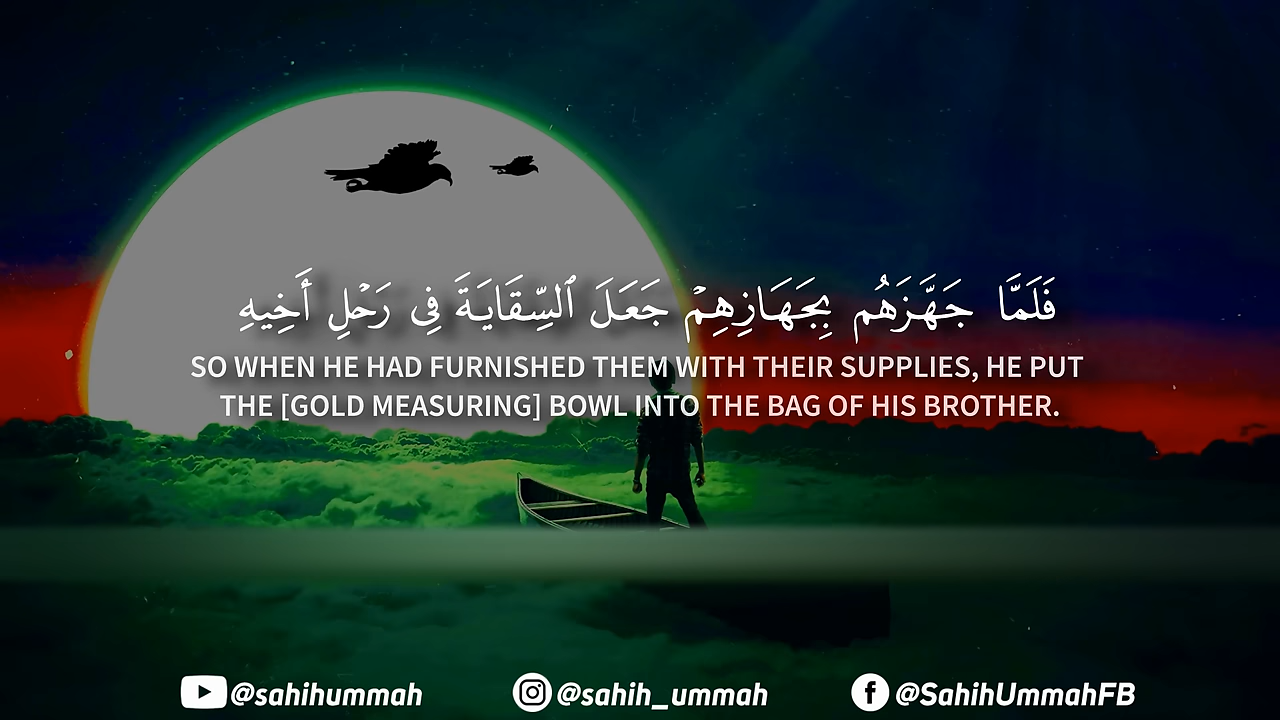 فَلَمَّا جَهَّزَهُم بِجَهَازِهِمْ جَعَلَ ٱلسِّقَايَةَ فِى رَحْلِ أَخِيهِ
SO WHEN HE HAD FURNISHED THEM WITH THEIR SUPPLIES, HE PUT
THE [GOLD MEASURING] BOWL INTO THE BAG OF HIS BROTHER.
@sahihummah @sahih_ummah @SahihUmmahFB